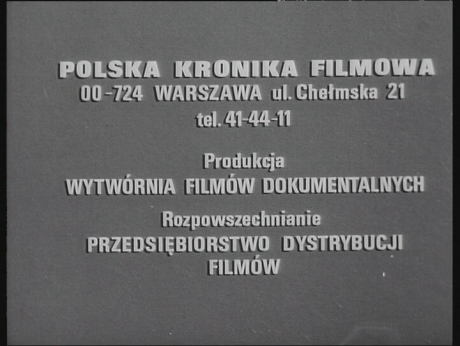 POLSKA KRONIKA FILMOWA
00-724 WARSZAWA ul. Chełmska 21
tel. 41-44-11
Produkcja
WYTWÓRNIA FILMÓW DOKUMENTALNYCH
Rozpowszechnianie
PRZEDSIĘBIORSTWO DYSTRYBUCJI
FILMÓW